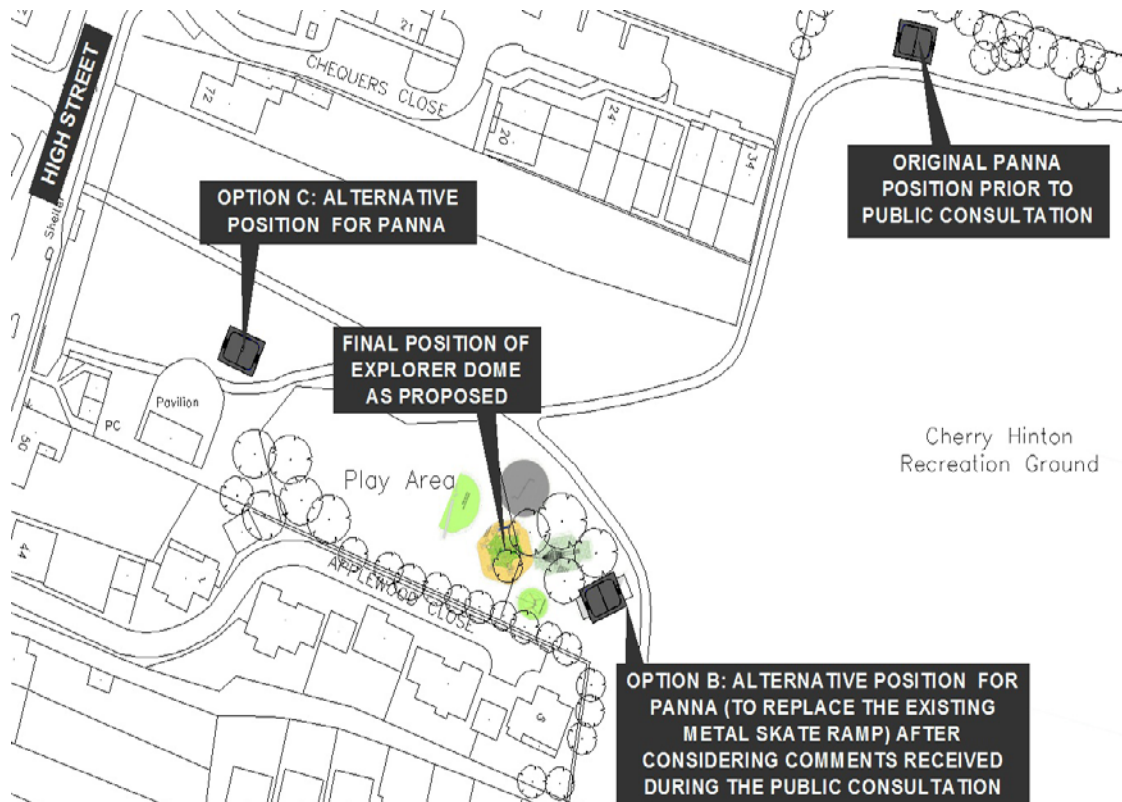 HIGH STREET
CHEQUERS CLOSE
21
72
20
24
34
ORIGINAL PANNA
POSITION PRIOR TO
PUBLIC CONSULTATION
OPTION C: ALTERNATIVE
POSITION FOR PANNA
Shelter
FINAL POSITION OF
EXPLORER DOME
AS PROPOSED
Pavilion
PC
50
Play Area
Cherry Hinton
Recreation Ground
44
APPLEWOOD CLOSE
3
OPTION B: ALTERNATIVE POSITION FOR
PANNA (TO REPLACE THE EXISTING
METAL SKATE RAMP) AFTER
CONSIDERING COMMENTS RECEIVED
DURING THE PUBLIC CONSULTATION